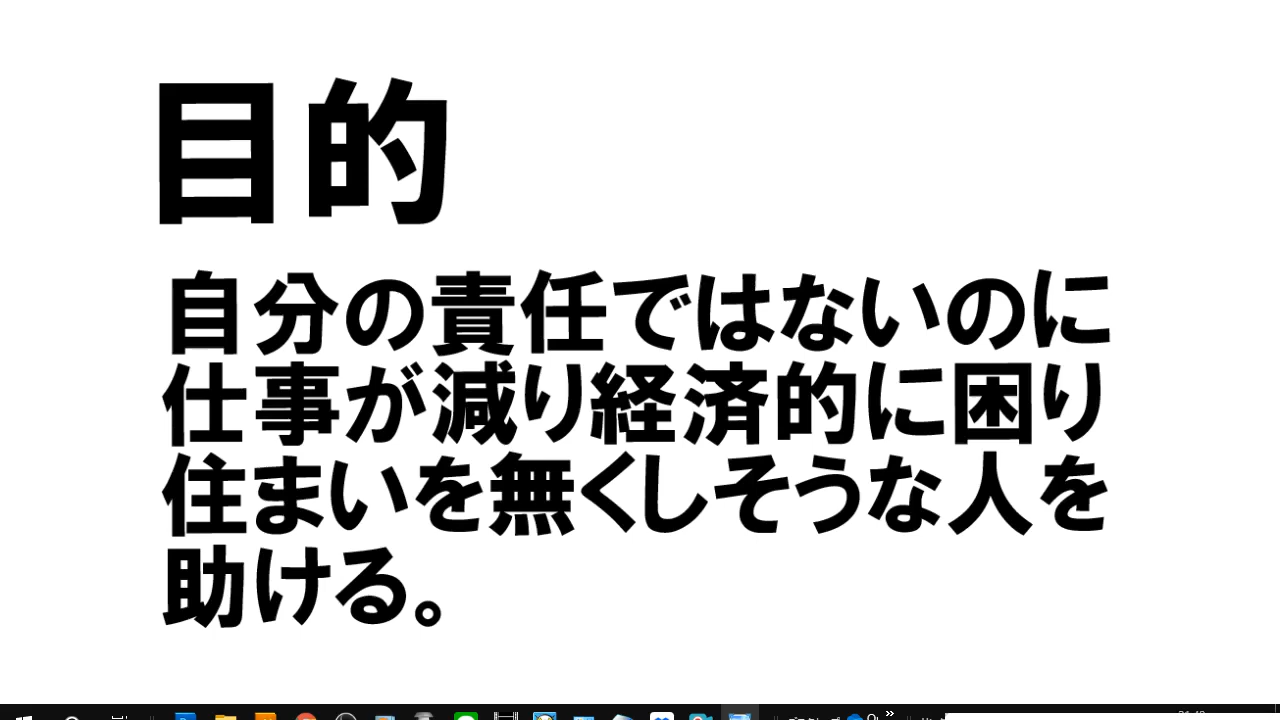 目的
自分の責任ではないのに
仕事が減り経済的に困り
住まいを無くしそうな人を
助ける。